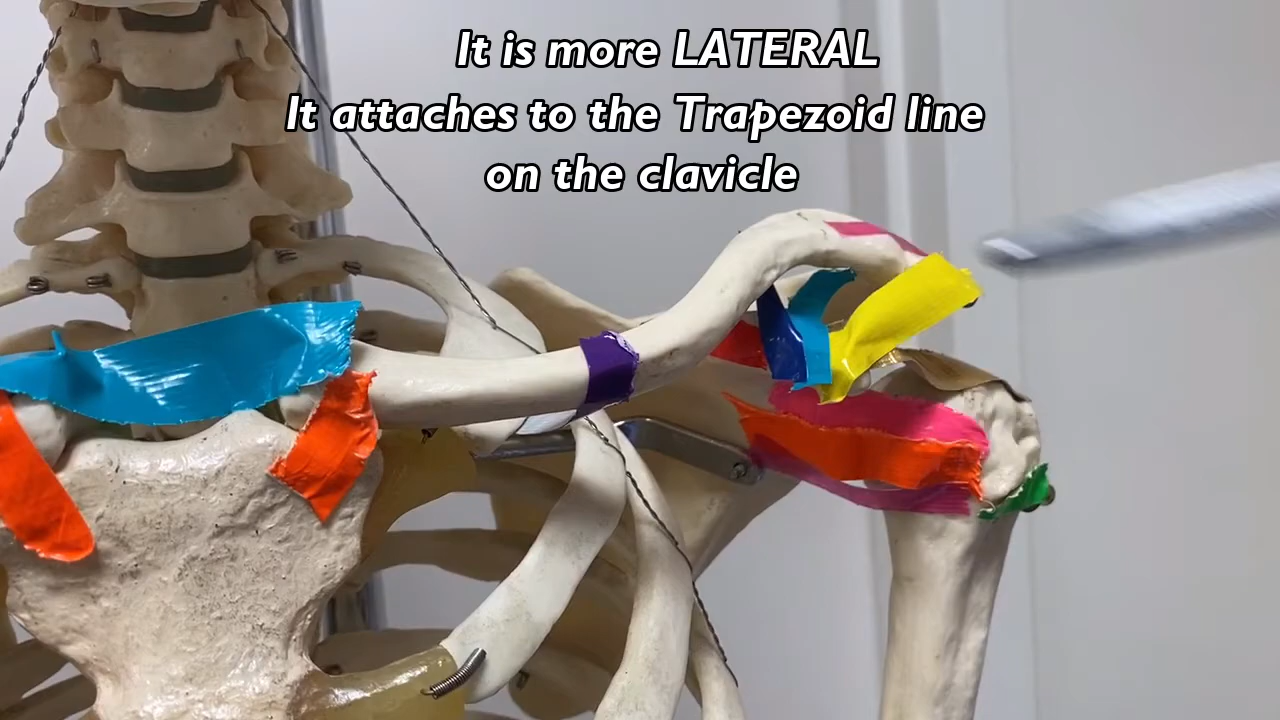 It is more LATERAL
It attaches to the Trapezoid line
on the clavicle